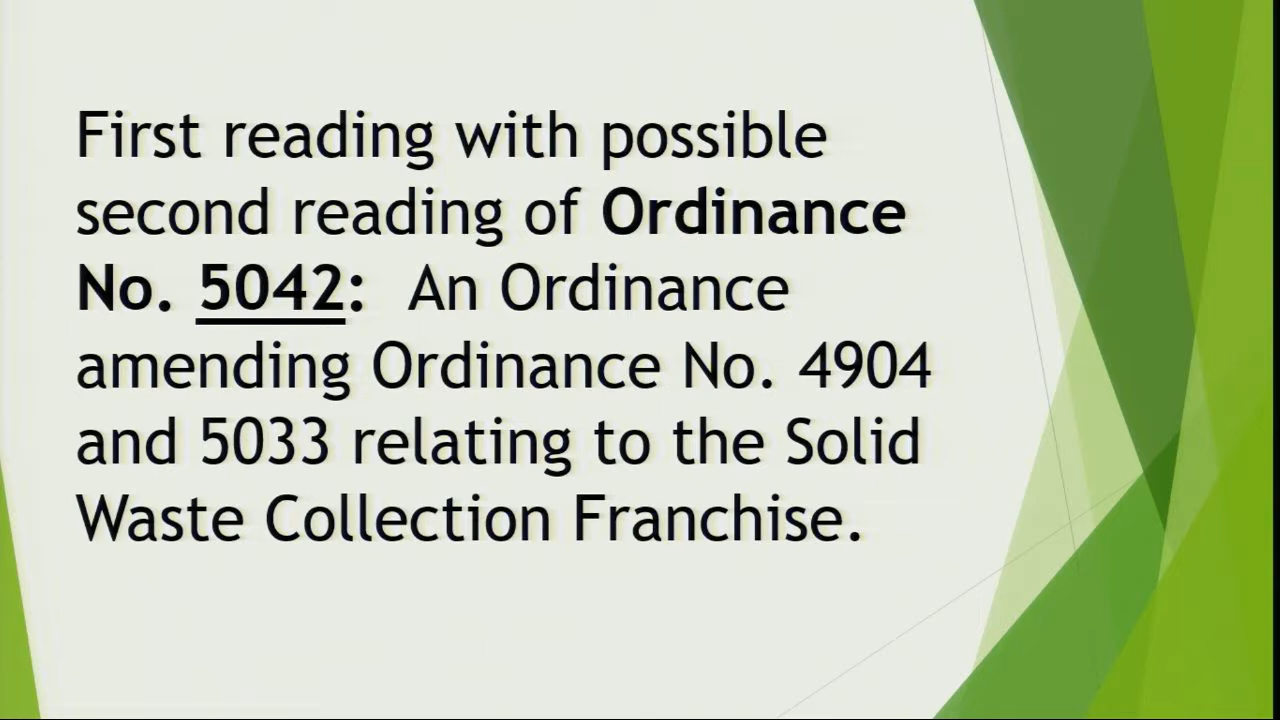 First reading with possible
second reading of Ordinance
No. 5042: An Ordinance
amending Ordinance No. 4904
and 5033 relating to the Solid
Waste Collection Franchise.